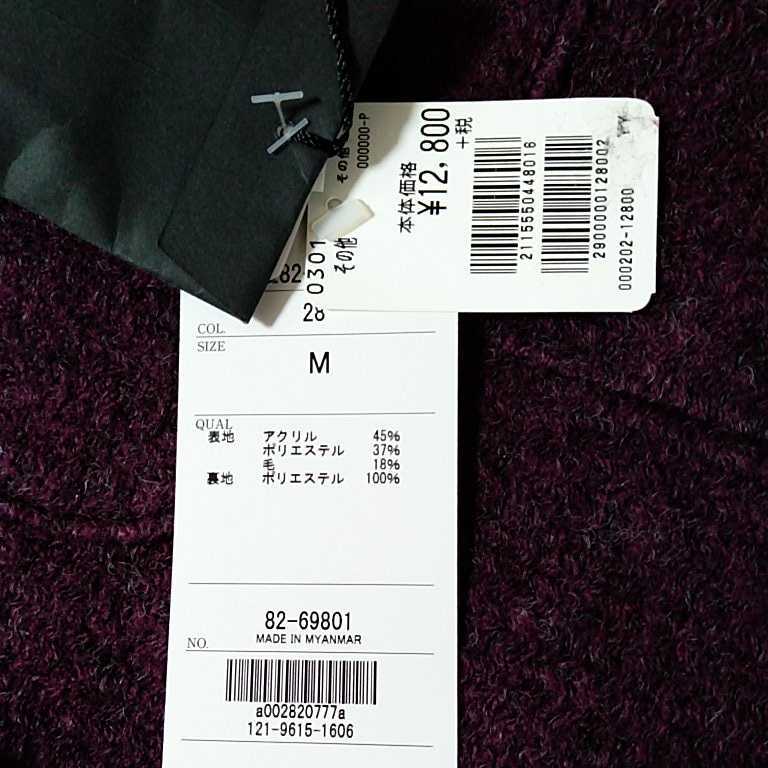 本体価格
¥12,800
+税
2115550448016
2900000128002
000202-12800
その他
000000-P
0301
その他
COL.
28
SIZE
M
QUAL
表地 アクリル 45%
ポリエステル 37%
毛 18%
裏地 ポリエステル 100%
82-69801
NO.
MADE IN MYANMAR
a002820777a
121-9615-1606